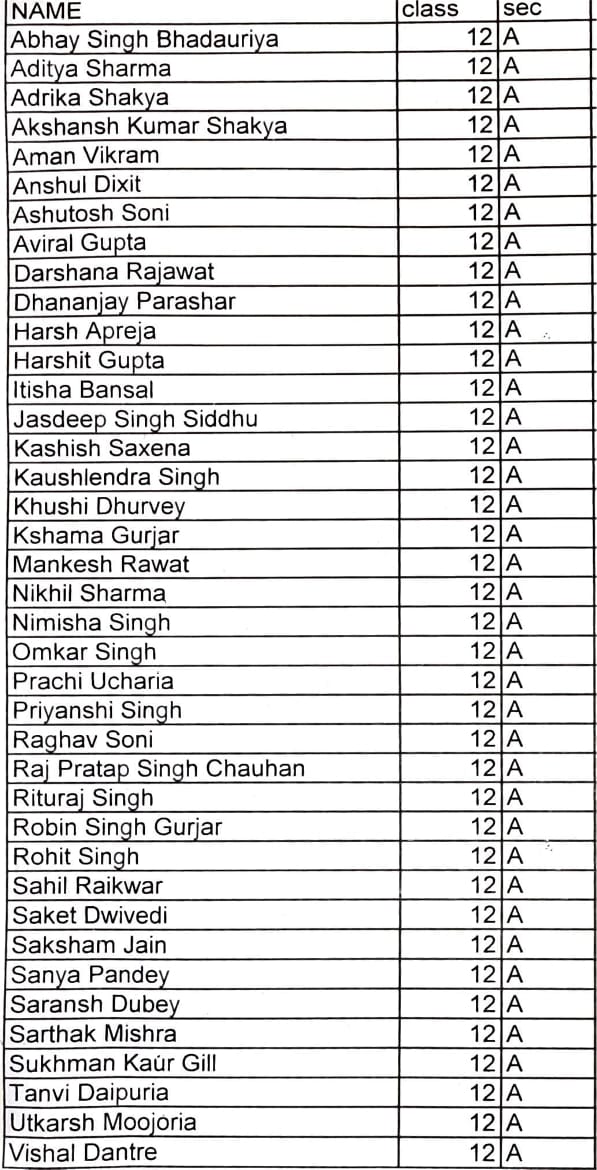 NAME class sec
Abhay Singh Bhadauriya 12 A
Aditya Sharma 12 A
Adrika Shakya 12 A
Akshansh Kumar Shakya 12 A
Aman Vikram 12 A
Anshul Dixit 12 A
Ashutosh Soni 12 A
Aviral Gupta 12 A
Darshana Rajawat 12 A
Dhananjay Parashar 12 A
Harsh Apreja 12 A
Harshit Gupta 12 A
Itisha Bansal 12 A
Jasdeep Singh Siddhu 12 A
Kashish Saxena 12 A
Kaushlendra Singh 12 A
Khushi Dhurvey 12 A
Kshama Gurjar 12 A
Mankesh Rawat 12 A
Nikhil Sharma 12 A
Nimisha Singh 12 A
Omkar Singh 12 A
Prachi Ucharia 12 A
Priyanshi Singh 12 A
Raghav Soni 12 A
Raj Pratap Singh Chauhan 12 A
Rituraj Singh 12 A
Robin Singh Gurjar 12 A
Rohit Singh 12 A
Sahil Raikwar 12 A
Saket Dwivedi 12 A
Saksham Jain 12 A
Sanya Pandey 12 A
Saransh Dubey 12 A
Sarthak Mishra 12 A
Sukhman Kaur Gill 12 A
Tanvi Daipuria 12 A
Utkarsh Moojoria 12 A
Vishal Dantre 12 A